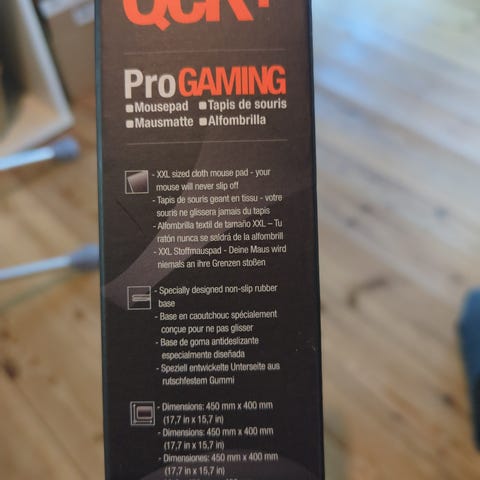 QCK+
ProGAMING
Mousepad Tapis de souris
Mausmatte Alfombrilla
- XXL sized cloth mouse pad - your
mouse will never slip off
- Tapis de souris geant en tissu - votre
souris ne glissera jamais du tapis
- Alfombrilla textil de tamaño XXL – Tu
ratón nunca se saldrá de la alfombrill
- XXL Stoffmauspad - Deine Maus wird
niemals an ihre Grenzen stoßen
- Specially designed non-slip rubber
base
- Base en caoutchouc spécialement
conçue pour ne pas glisser
- Base de goma antideslizante
especialmente diseñada
- Speziell entwickelte Unterseite aus
rutschfestem Gummi
- Dimensions: 450 mm x 400 mm
(17,7 in x 15,7 in)
- Dimensions: 450 mm x 400 mm
(17,7 in x 15,7 in)
- Dimensiones: 450 mm x 400 mm
(17,7 in x 15,7 in)